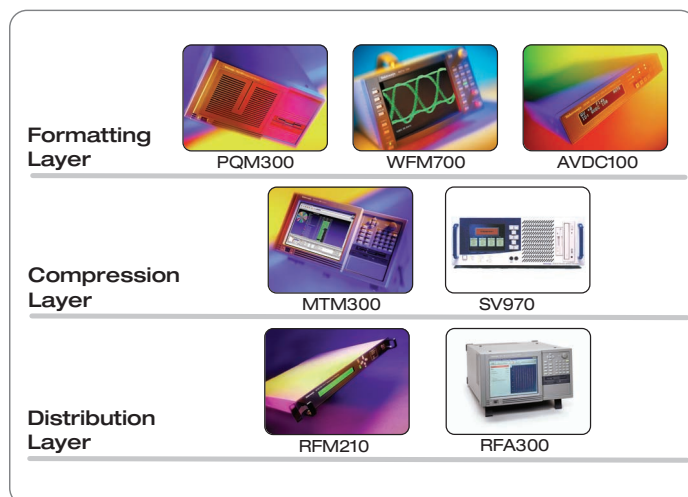 Formatting
Layer
PQM300
WFM700
AVDC100
Compression
Layer
MTM300
SV970
Distribution
Layer
RFM210
RFA300